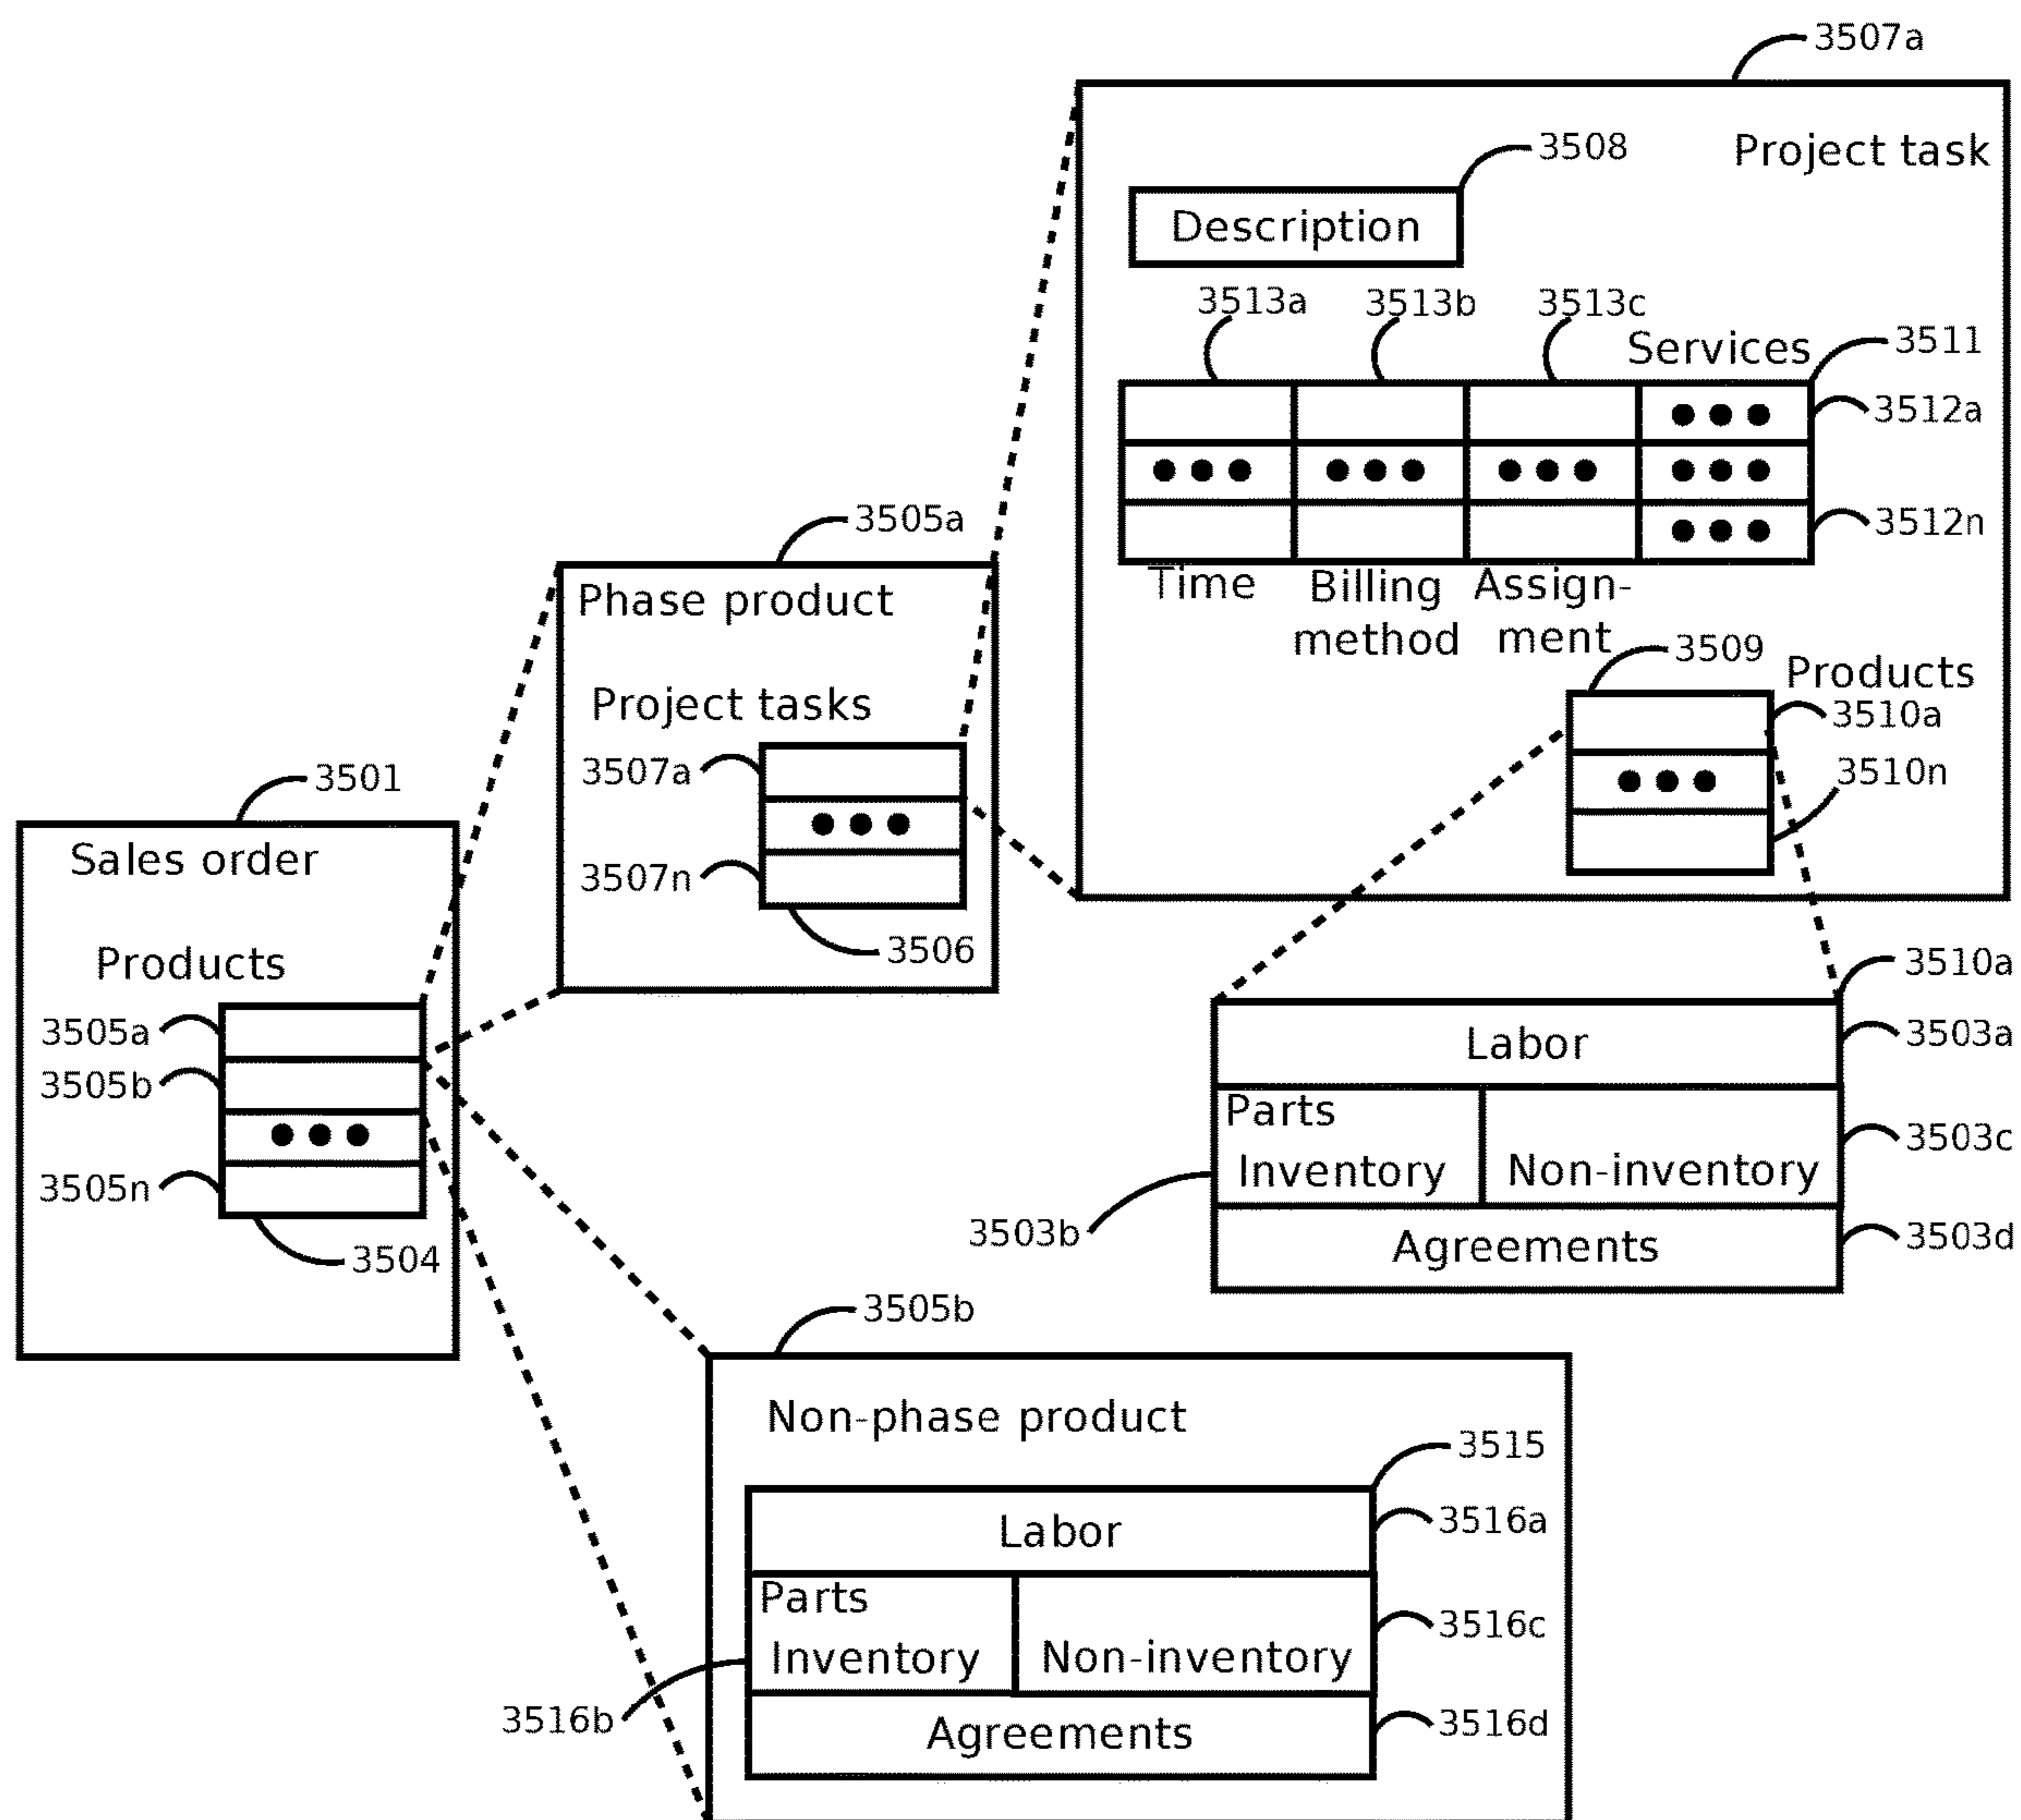 3507a
Project task
3508
Description
3513a 3513b 3513c
Services
3511
3512a
3512n
Time
Billing method
Assign-
ment
3509
Products
3510a
3510n
3505a
Phase product
Project tasks
3507a
3507n
3506
3501
Sales order
Products
3505a
3505b
3505n
3504
3510a
Labor
3503a
Parts
Inventory
Non-inventory
3503c
3503b
Agreements
3503d
3505b
Non-phase product
3515
Labor
3516a
Parts
Inventory
Non-inventory
3516c
3516b
Agreements
3516d